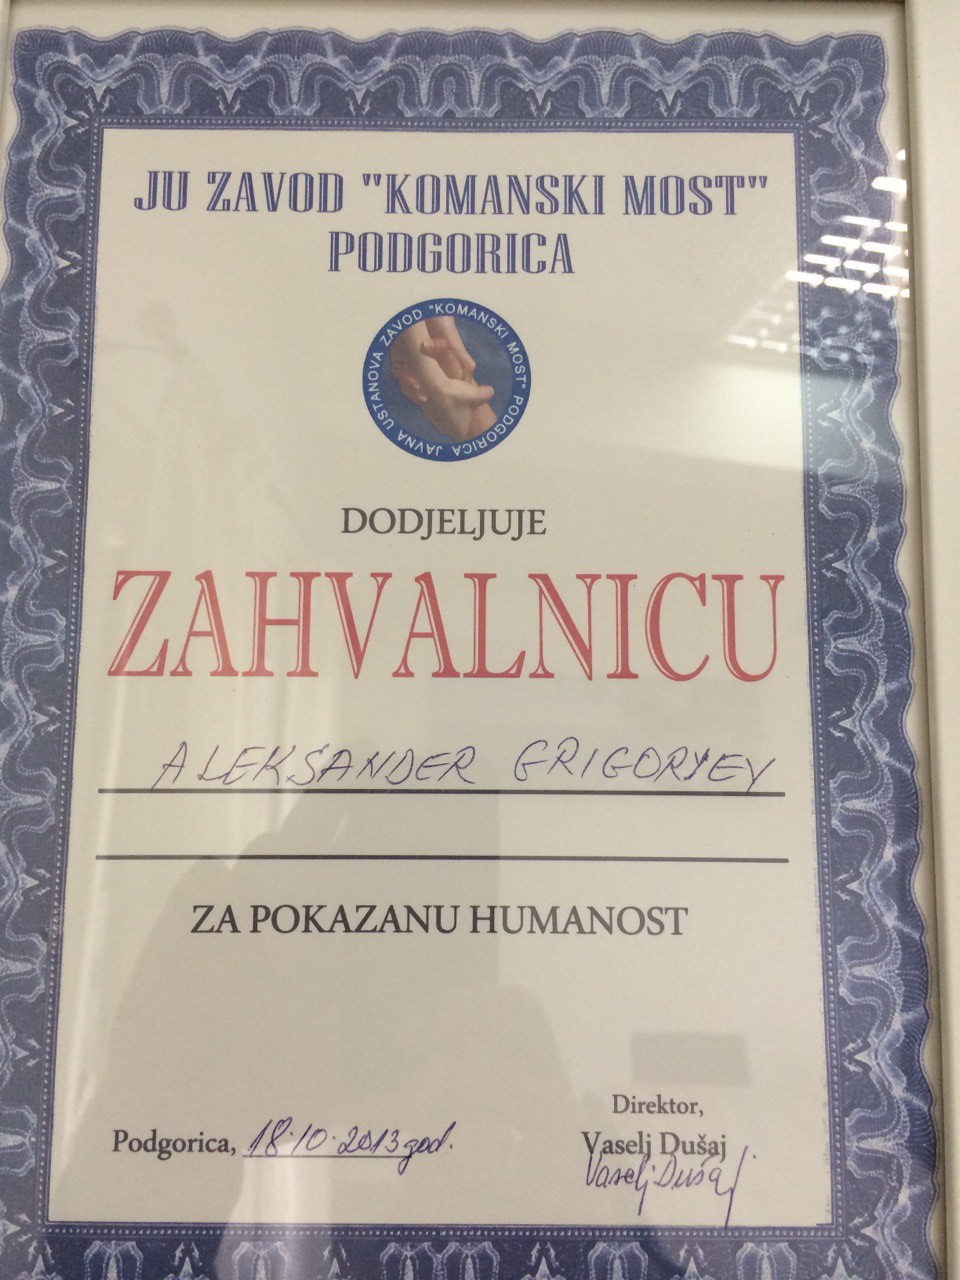 JU ZAVOD "KOMANSKI MOST"
PODGORICA
JAVNA USTANOVA ZAVOD "KOMANSKI MOST" PODGORICA
DODJELJUJE
ZAHVALNICU
ALEKSANDER GRIGORYEV
ZA POKAZANU HUMANOST
Direktor,
Podgorica, 18.10.2013 god.
Vaselj Dušaj
Vaselj Dušaj